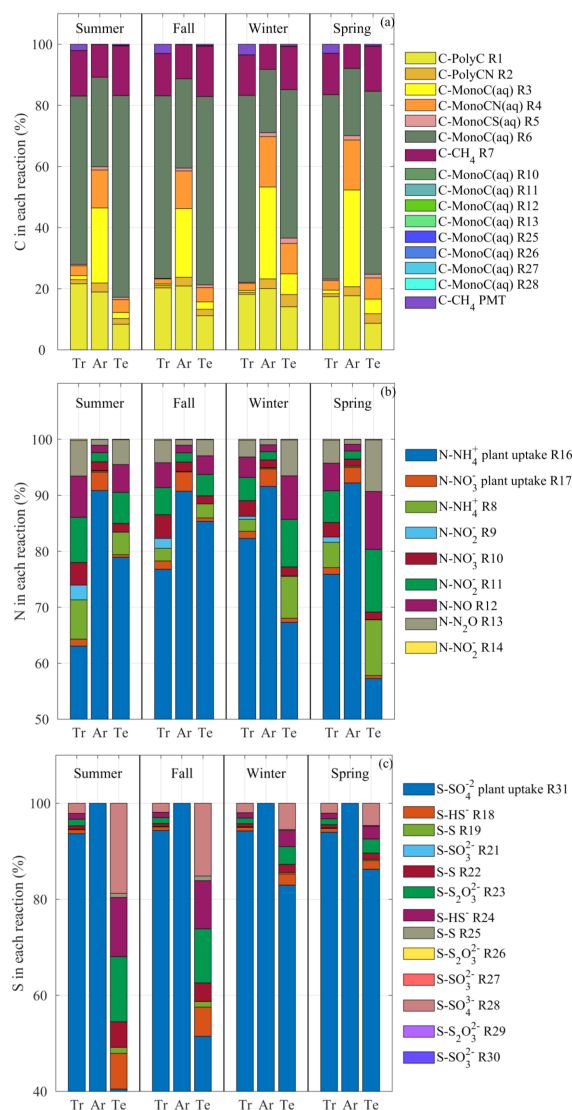 (a)
Summer Fall Winter Spring
100
80
60
40
20
0
C in each reaction (%)
Tr Ar Te Tr Ar Te Tr Ar Te Tr Ar Te
C-PolyC R1
C-PolyCN R2
C-MonoC(aq) R3
C-MonoCN(aq) R4
C-MonoCS(aq) R5
C-MonoC(aq) R6
C-CH₄ R7
C-MonoC(aq) R10
C-MonoC(aq) R11
C-MonoC(aq) R12
C-MonoC(aq) R13
C-MonoC(aq) R25
C-MonoC(aq) R26
C-MonoC(aq) R27
C-MonoC(aq) R28
C-CH₄ PMT
(b)
Summer Fall Winter Spring
100
90
80
70
60
50
N in each reaction (%)
Tr Ar Te Tr Ar Te Tr Ar Te Tr Ar Te
N-NH₄⁺ plant uptake R16
N-NO₃⁻ plant uptake R17
N-NH₄⁺ R8
N-NO₂⁻ R9
N-NO₃⁻ R10
N-NO₂⁻ R11
N-NO R12
N-N₂O R13
N-NO₂⁻ R14
(c)
Summer Fall Winter Spring
100
80
60
40
S in each reaction (%)
Tr Ar Te Tr Ar Te Tr Ar Te Tr Ar Te
S-SO₄⁻² plant uptake R31
S-HS⁻ R18
S-S R19
S-SO₃²⁻ R21
S-S R22
S-S₂O₃²⁻ R23
S-HS⁻ R24
S-S R25
S-S₂O₃²⁻ R26
S-SO₃²⁻ R27
S-SO₄³⁻ R28
S-S₂O₃²⁻ R29
S-SO₃²⁻ R30